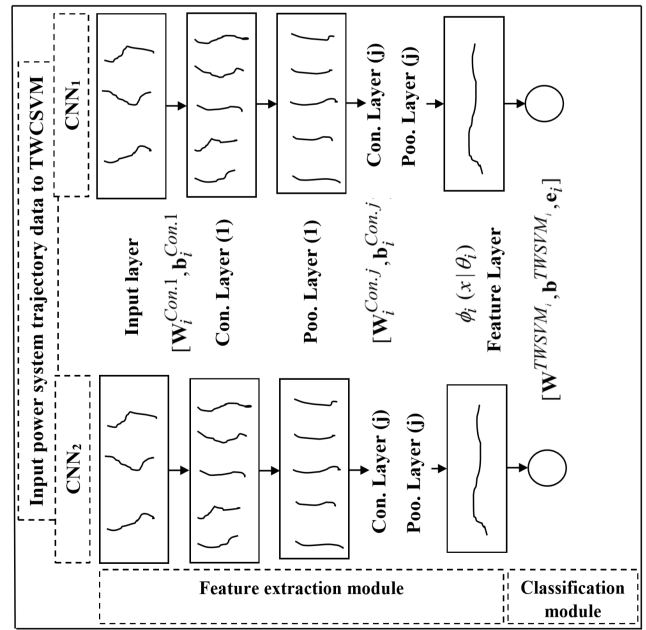 Input power system trajectory data to TWCSVM
CNN₂
CNN₁
Input layer
[W_i^{Con.1}, b_i^{Con.1}]
Con. Layer (1)
Poo. Layer (1)
[W_i^{Con.j}, b_i^{Con.j}]
Con. Layer (j)
Poo. Layer (j)
Con. Layer (j)
Poo. Layer (j)
ϕ_i (x | θ_i)
Feature Layer
[W^{TWSVM_i}, b^{TWSVM_i}, e_i]
Feature extraction module
Classification
module